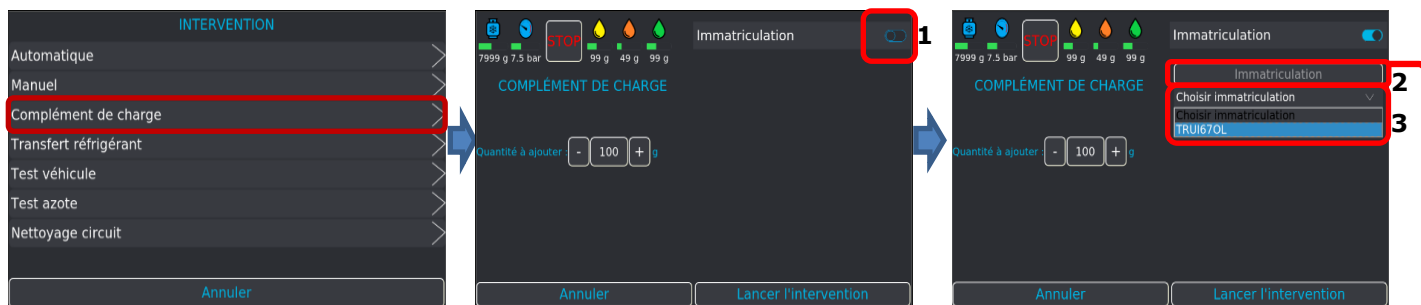 INTERVENTION
Automatique
Manuel
Complément de charge
Transfert réfrigérant
Test véhicule
Test azote
Nettoyage circuit
Annuler
STOP
7999 g 7.5 bar 99 g 49 g 99 g
Immatriculation
1
COMPLÉMENT DE CHARGE
Quantité à ajouter : - 100 + g
Annuler
Lancer l'intervention
STOP
7999 g 7.5 bar 99 g 49 g 99 g
Immatriculation
Immatriculation
2
COMPLÉMENT DE CHARGE
Choisir immatriculation
Choisir immatriculation
TRUI67OL
3
Quantité à ajouter : - 100 + g
Annuler
Lancer l'intervention